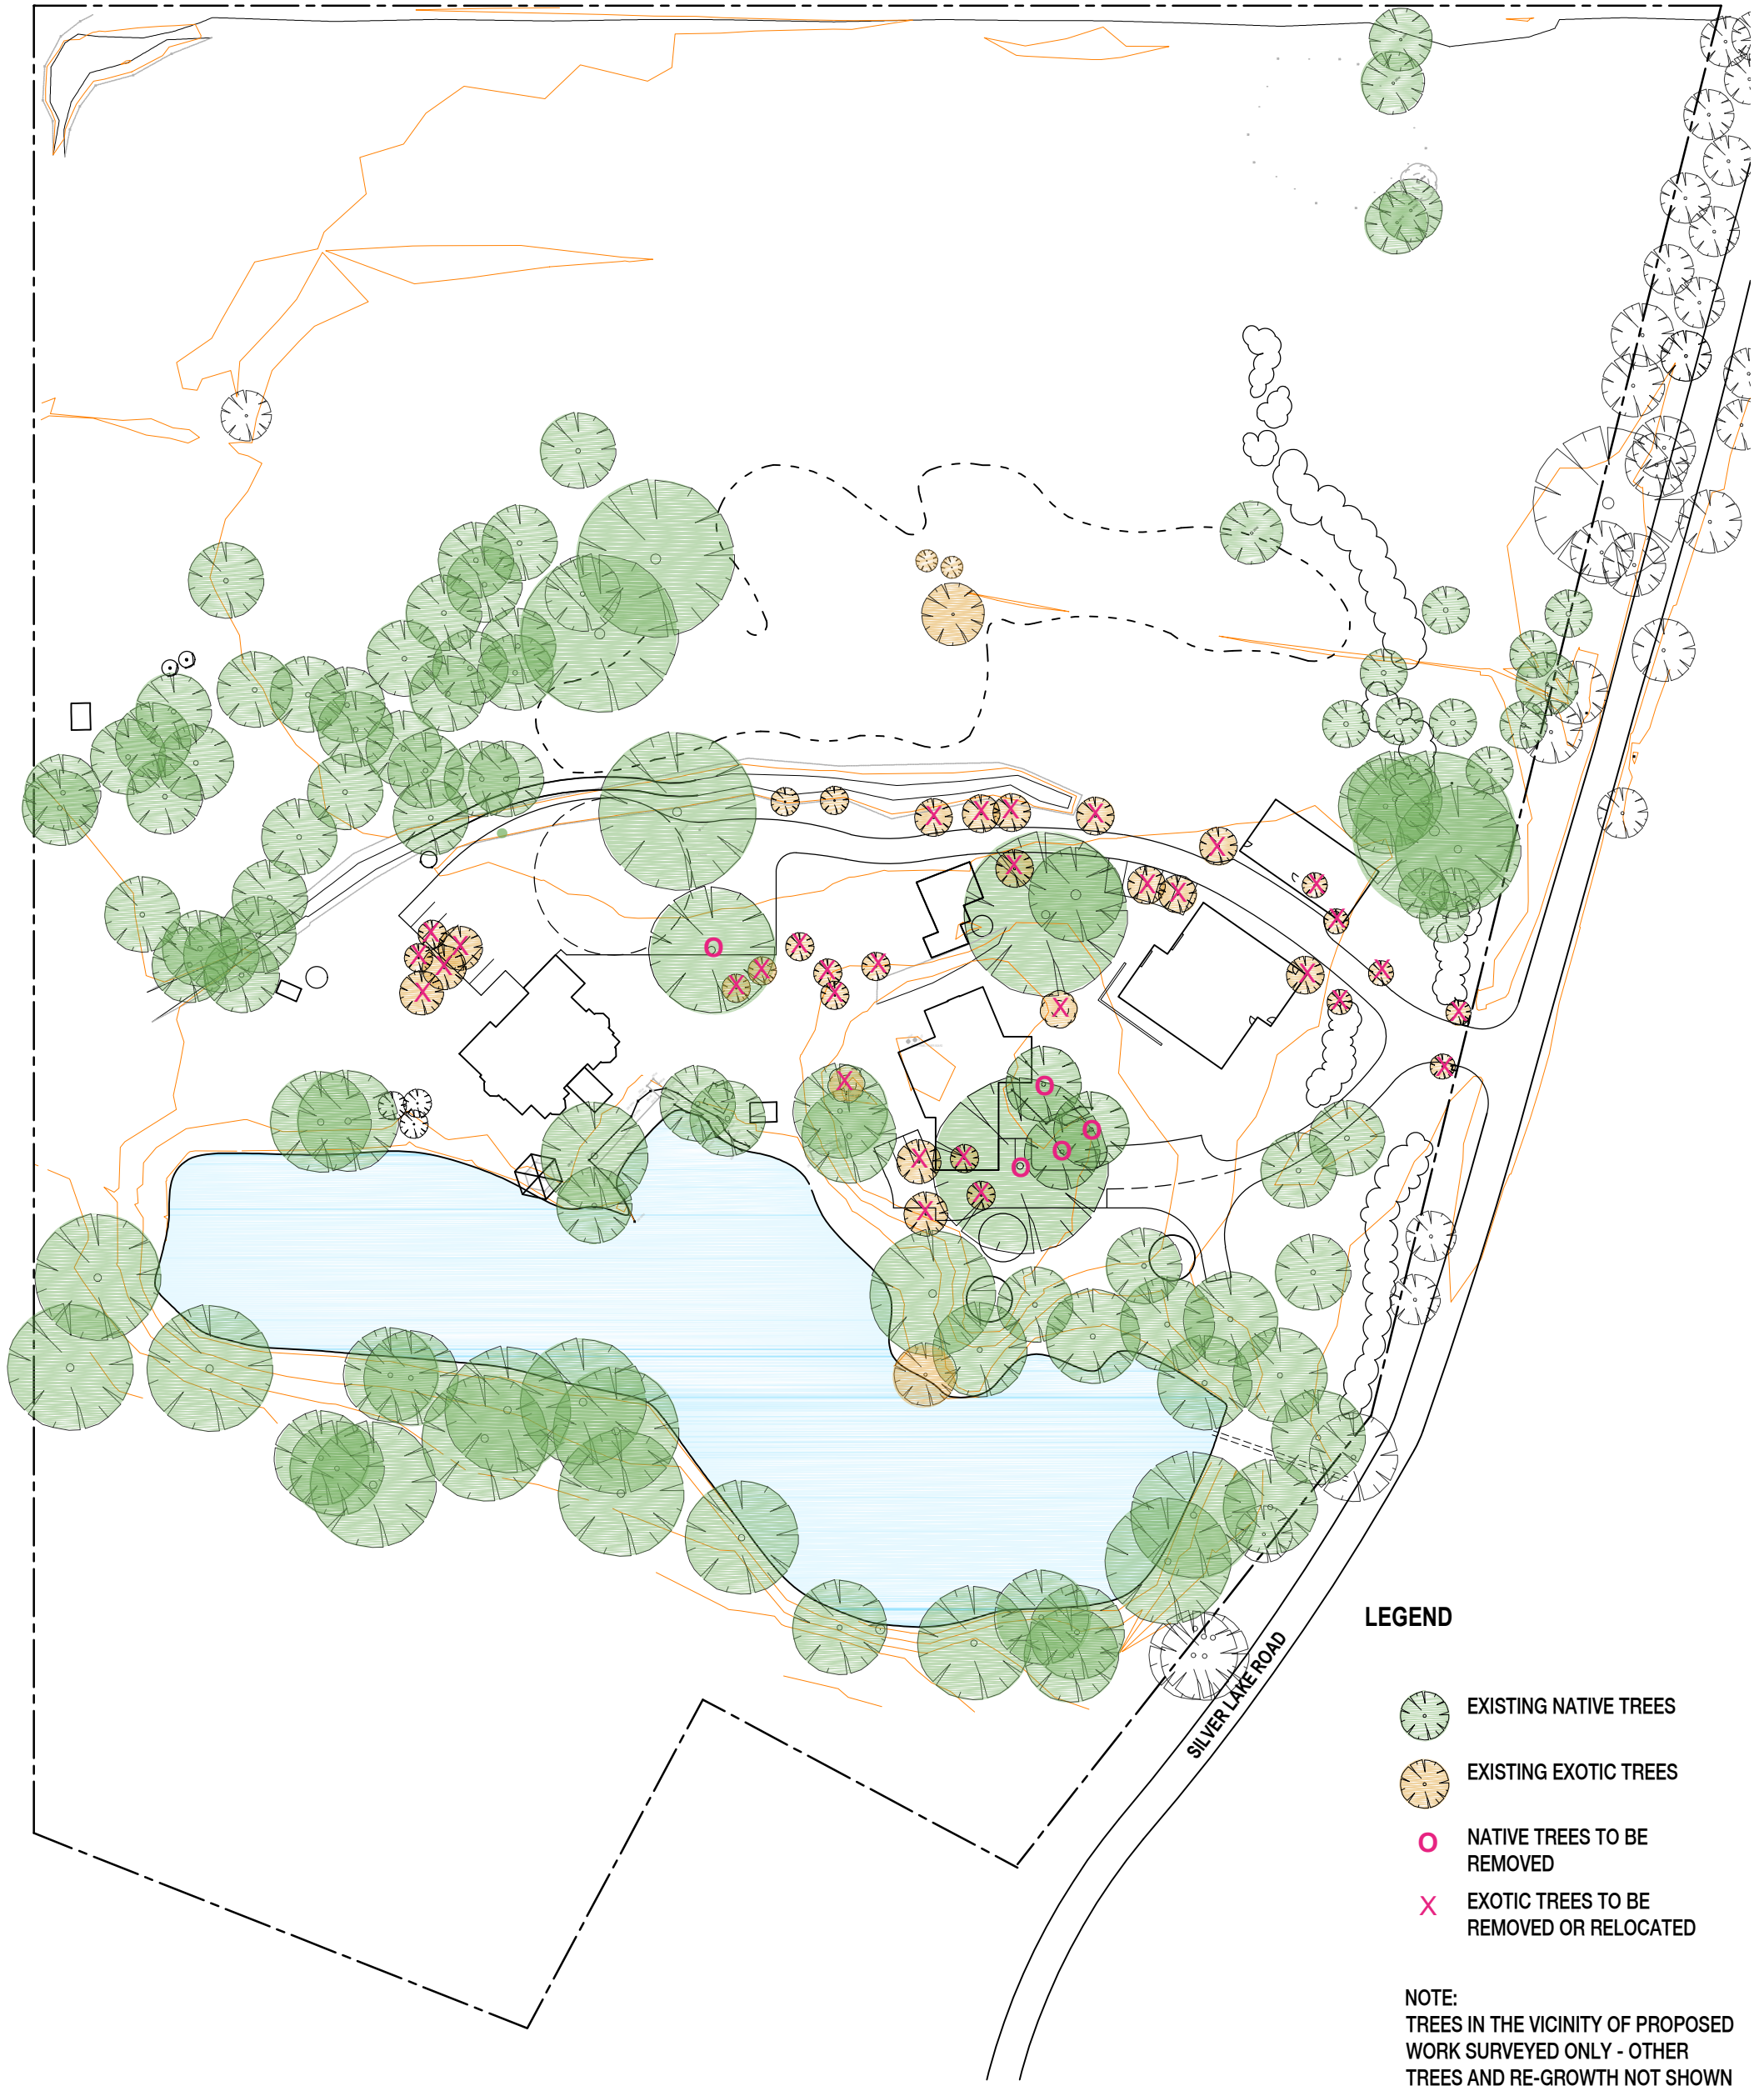 LEGEND
SILVER LAKE ROAD
EXISTING NATIVE TREES
EXISTING EXOTIC TREES
O NATIVE TREES TO BE
REMOVED
X EXOTIC TREES TO BE
REMOVED OR RELOCATED
NOTE:
TREES IN THE VICINITY OF PROPOSED
WORK SURVEYED ONLY - OTHER
TREES AND RE-GROWTH NOT SHOWN